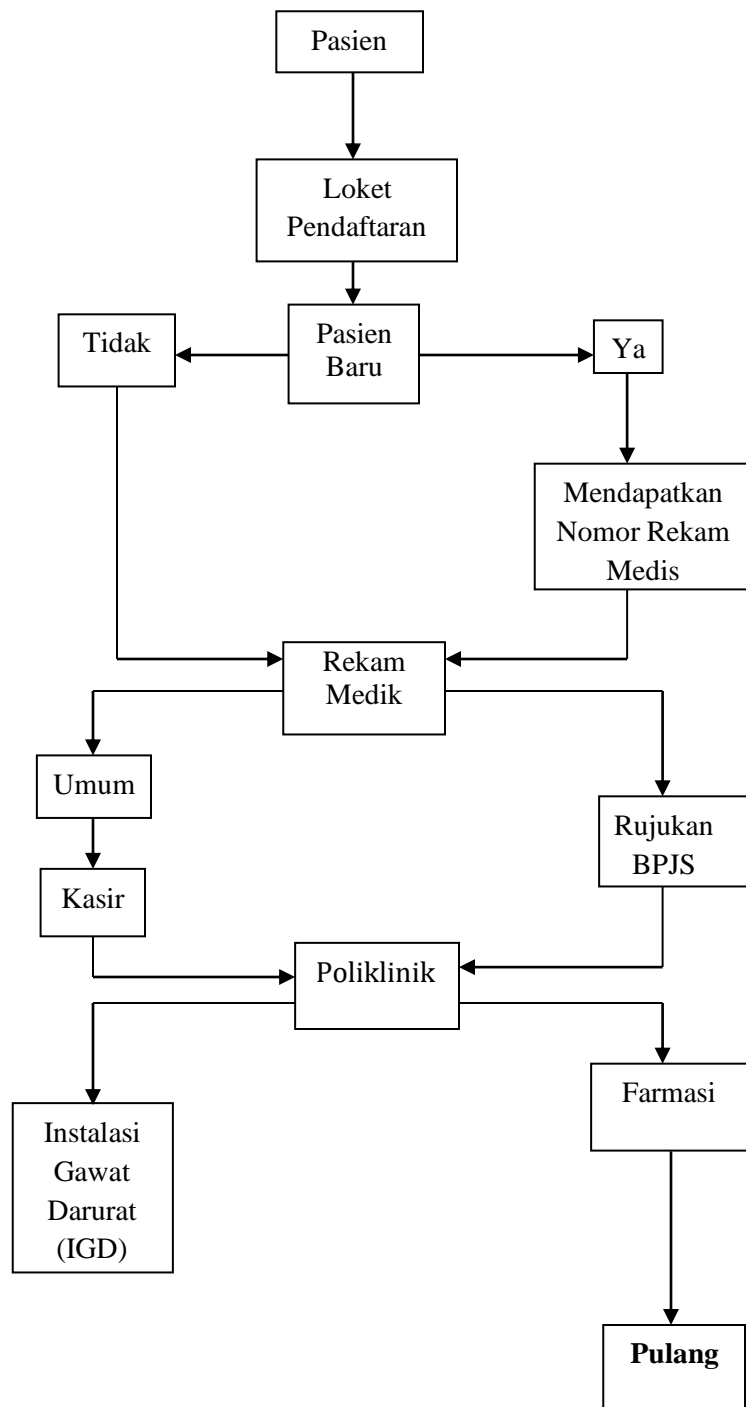 Pasien
Loket
Pendaftaran
Tidak
Pasien
Baru
Ya
Mendapatkan
Nomor Rekam
Medis
Rekam
Medik
Umum
Rujukan
BPJS
Kasir
Poliklinik
Farmasi
Instalasi
Gawat
Darurat
(IGD)
Pulang